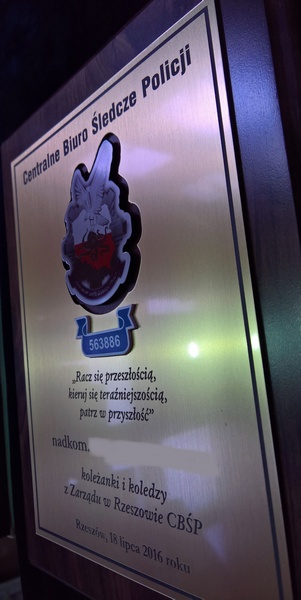 Centralne Biuro Śledcze Policji
563886
„Racz się przeszłością,
kieruj się teraźniejszością,
patrz w przyszłość”
nadkom.
koleżanki i koledzy
z Zarządu w Rzeszowie CBŚP
Rzeszów, 18 lipca 2016 roku